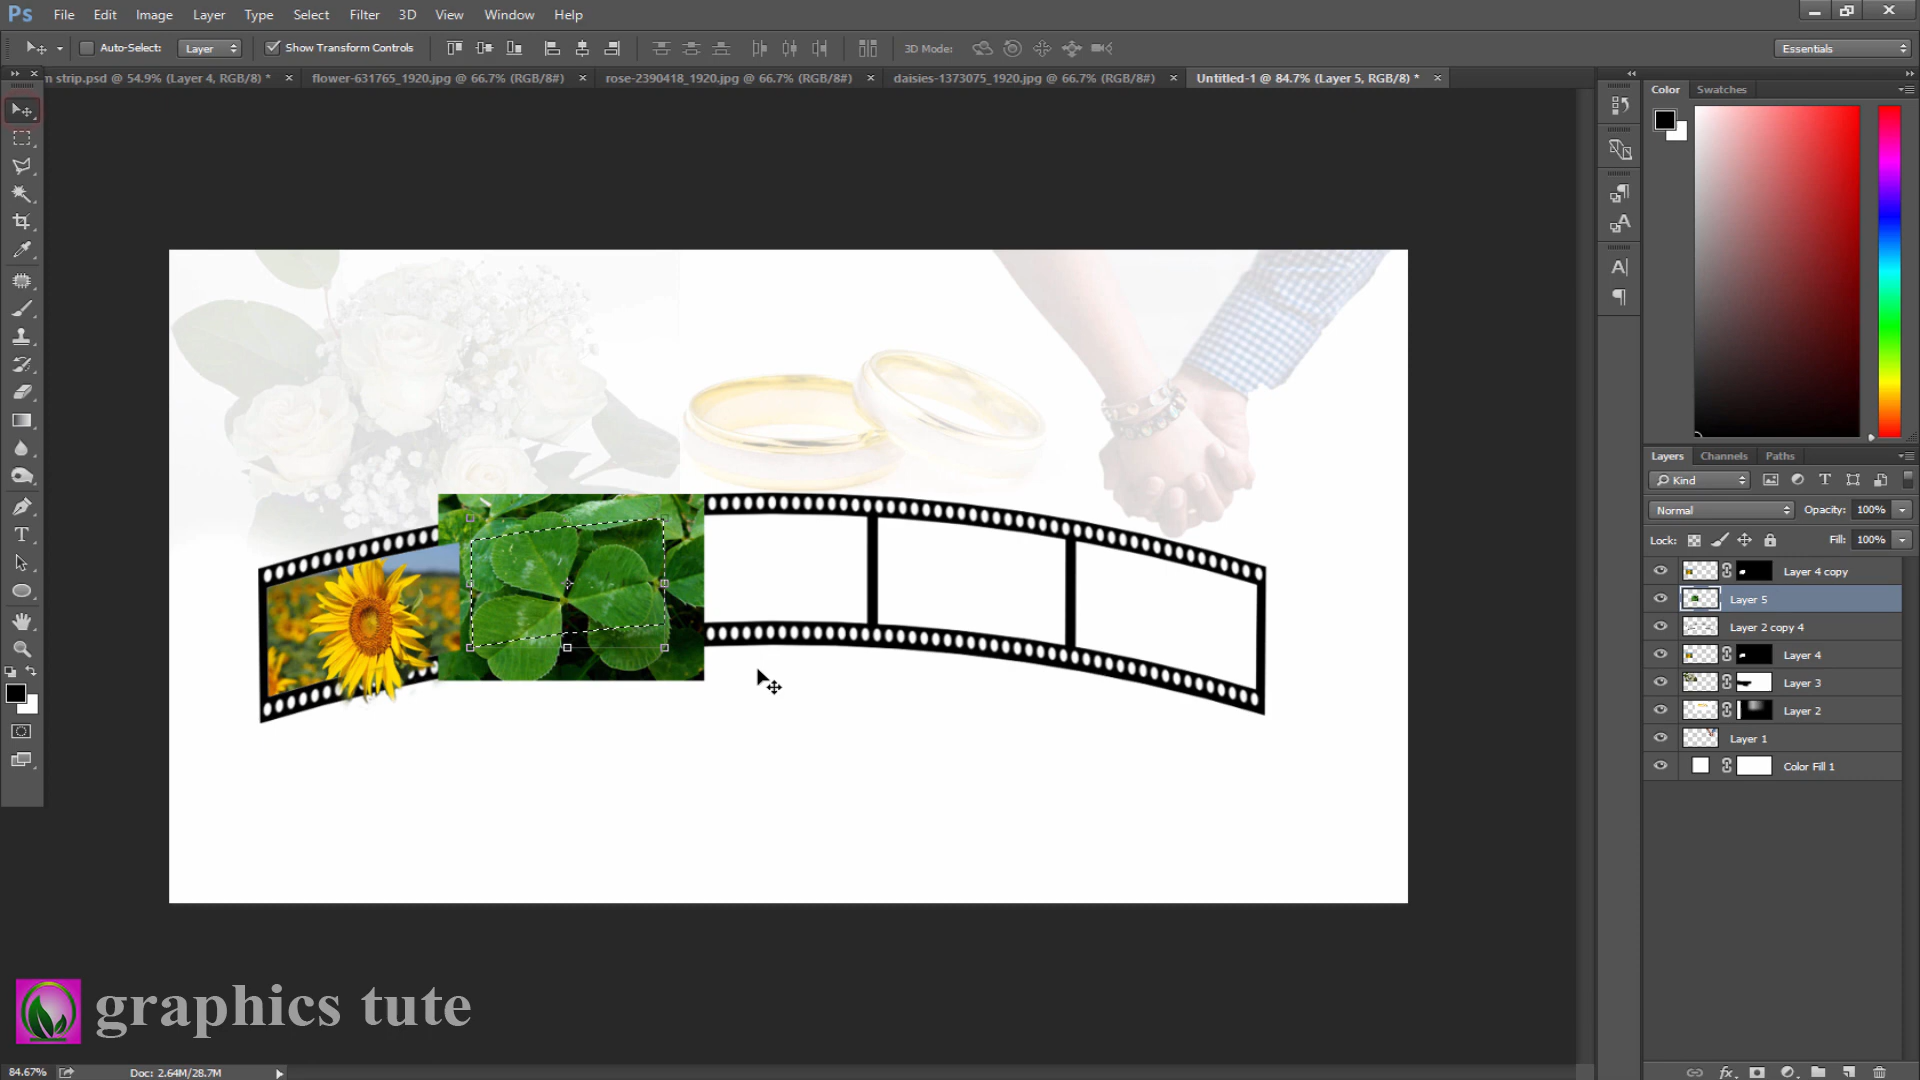 Ps File Edit Image Layer Type Select Filter 3D View Window Help
Auto-Select: Layer Show Transform Controls 3D Mode: Essentials
m strip.psd @ 54.9% (Layer 4, RGB/8) * flower-631765_1920.jpg @ 66.7% (RGB/8#) rose-2390418_1920.jpg @ 66.7% (RGB/8#) daisies-1373075_1920.jpg @ 66.7% (RGB/8#) Untitled-1 @ 84.7% (Layer 5, RGB/8) *
Color Swatches
Layers Channels Paths
Kind
Normal Opacity: 100%
Lock: Fill: 100%
Layer 4 copy
Layer 5
Layer 2 copy 4
Layer 4
Layer 3
Layer 2
Layer 1
Color Fill 1
graphics tute
84.67% Doc: 2.64M/28.7M
fx